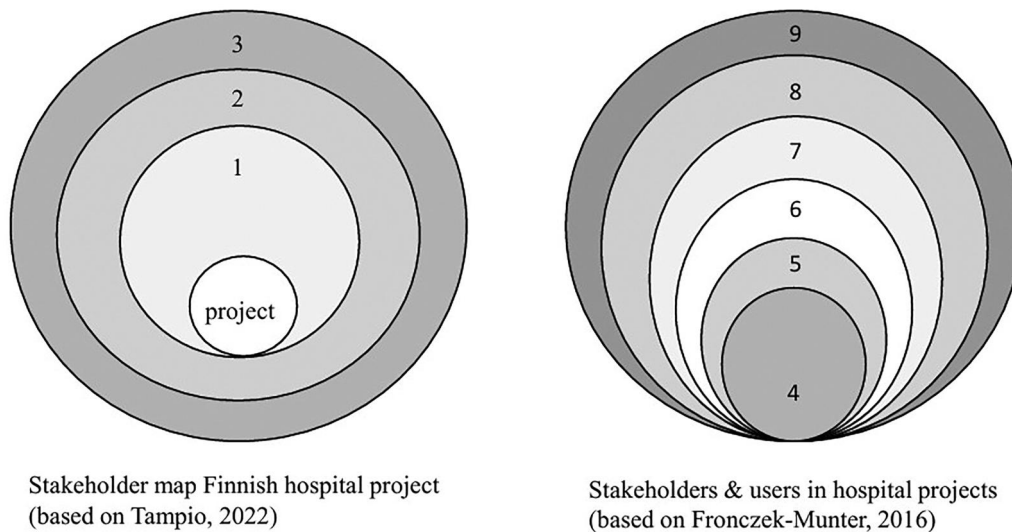 3
2
1
project
9
8
7
6
5
4
Stakeholder map Finnish hospital project
(based on Tampio, 2022)
Stakeholders & users in hospital projects
(based on Fronczek-Munter, 2016)